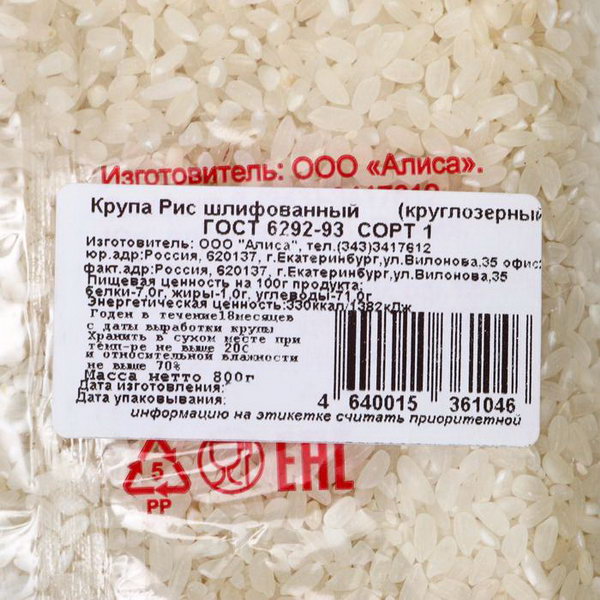 Изготовитель: ООО «Алиса».
Крупа Рис шлифованный (круглозерный
ГОСТ 6292-93 СОРТ 1
Изготовитель: ООО "Алиса", тел.(343)3417612
юр.адр:Россия, 620137, г.Екатеринбург,ул.Вилонова,35 офис
факт.адр:Россия, 620137, г.Екатеринбург,ул.Вилонова,35
Пищевая ценность на 100г продукта:
белки-7,0г, жиры-1,0г, углеводы-71,0г
Энергетическая ценность:330ккал/1382кДж
Годен в течение18месяцев
с даты выработки крупы
Хранить в сухом месте при
темп-ре не выше 20с
и относительной влажности
не выше 70%
Масса нетто 800г
Дата изготовления:
Дата упаковывания:
4 640015 361046
информацию на этикетке считать приоритетной
5
PP
EAC